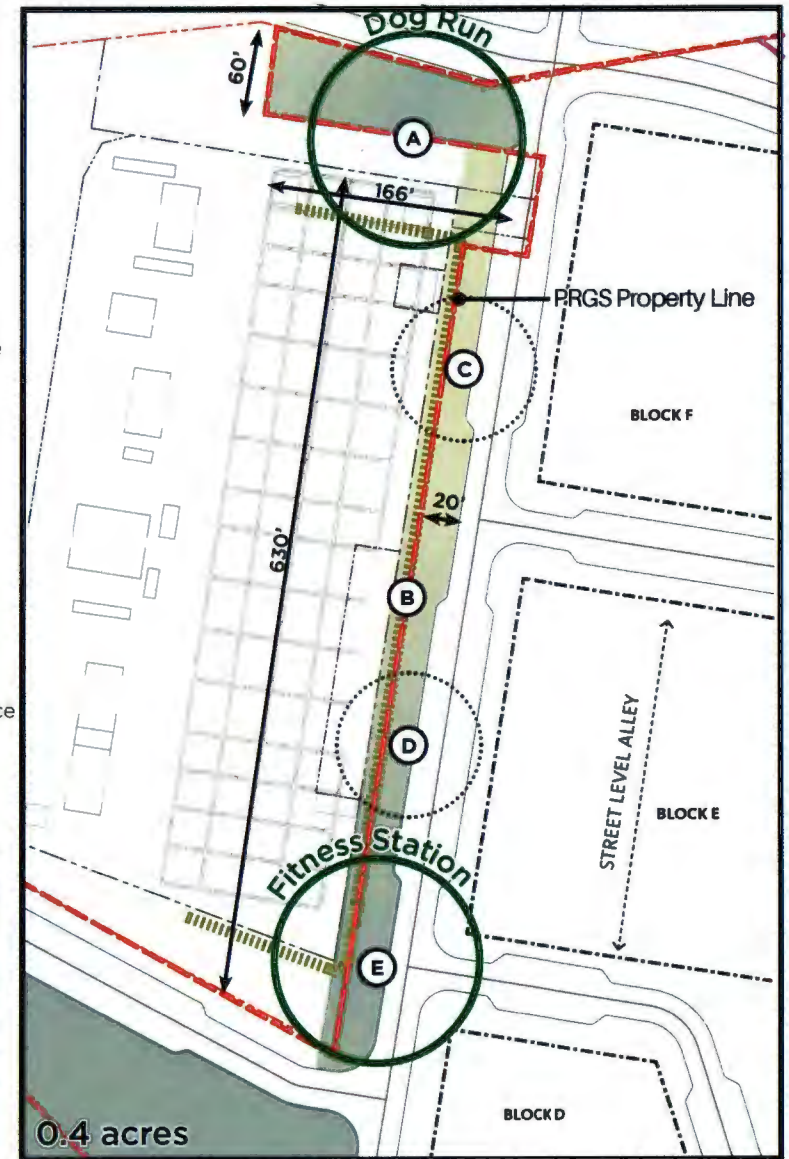 Dog Run
60'
A
166'
PRGS Property Line
C
BLOCK F
20'
630'
B
ce
D
STREET LEVEL ALLEY
BLOCK E
Fitness Station
E
BLOCK D
0.4 acres